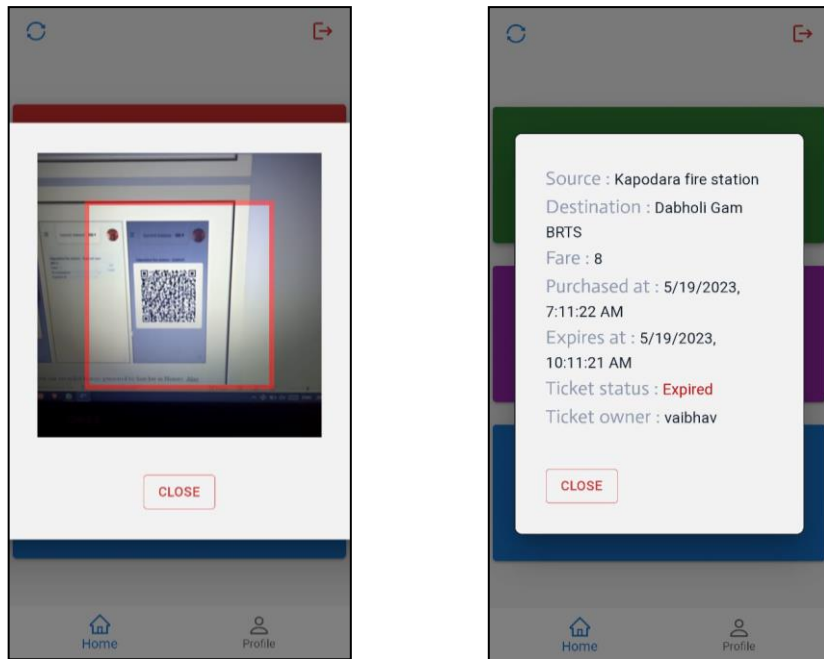 CLOSE
Home
Profile
Source : Kapodara fire station
Destination : Dabholi Gam
BRTS
Fare : 8
Purchased at : 5/19/2023,
7:11:22 AM
Expires at : 5/19/2023,
10:11:21 AM
Ticket status : Expired
Ticket owner : vaibhav
CLOSE
Home
Profile